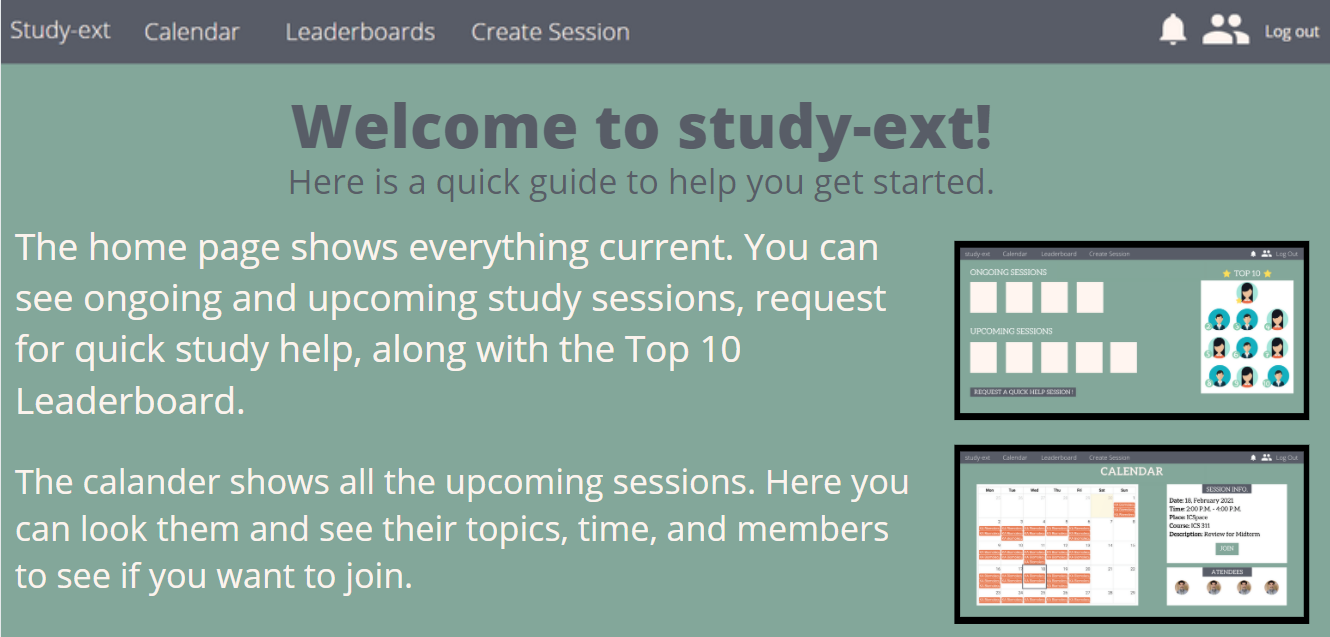 Study-ext Calendar Leaderboards Create Session Log out
Welcome to study-ext!
Here is a quick guide to help you get started.
The home page shows everything current. You can
see ongoing and upcoming study sessions, request
for quick study help, along with the Top 10
Leaderboard.
study-ext Calendar Leaderboard Create Session Log Out
ONGOING SESSIONS
TOP 10
UPCOMING SESSIONS
REQUEST A QUICK HELP SESSION !
The calander shows all the upcoming sessions. Here you
can look them and see their topics, time, and members
to see if you want to join.
study-ext Calendar Leaderboard Create Session Log Out
CALENDAR
Mon Tue Wed Thu Fri Sat Sun
SESSION INFO.
Date: 18, February 2021
Time: 2:00 P.M. - 4:00 P.M.
Place: ICSpace
Course: ICS 311
Description: Review for Midterm
JOIN
ATENDEES